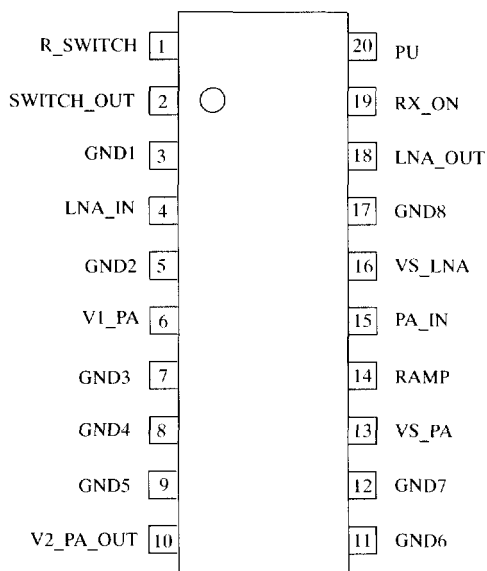 R_SWITCH 1 20 PU
SWITCH_OUT 2 19 RX_ON
GND1 3 18 LNA_OUT
LNA_IN 4 17 GND8
GND2 5 16 VS_LNA
V1_PA 6 15 PA_IN
GND3 7 14 RAMP
GND4 8 13 VS_PA
GND5 9 12 GND7
V2_PA_OUT 10 11 GND6